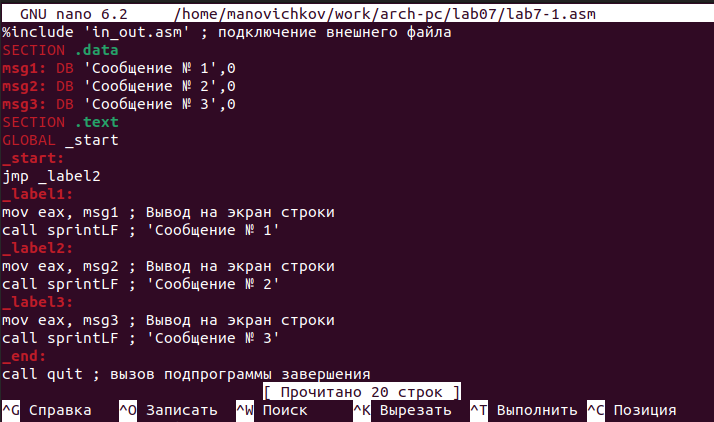 GNU nano 6.2 /home/manovichkov/work/arch-pc/lab07/lab7-1.asm
%include 'in_out.asm' ; подключение внешнего файла
SECTION .data
msg1: DB 'Сообщение № 1',0
msg2: DB 'Сообщение № 2',0
msg3: DB 'Сообщение № 3',0
SECTION .text
GLOBAL _start
_start:
jmp _label2
_label1:
mov eax, msg1 ; Вывод на экран строки
call sprintLF ; 'Сообщение № 1'
_label2:
mov eax, msg2 ; Вывод на экран строки
call sprintLF ; 'Сообщение № 2'
_label3:
mov eax, msg3 ; Вывод на экран строки
call sprintLF ; 'Сообщение № 3'
_end:
call quit ; вызов подпрограммы завершения
[ Прочитано 20 строк ]
^G Справка ^O Записать ^W Поиск ^K Вырезать ^T Выполнить ^C Позиция